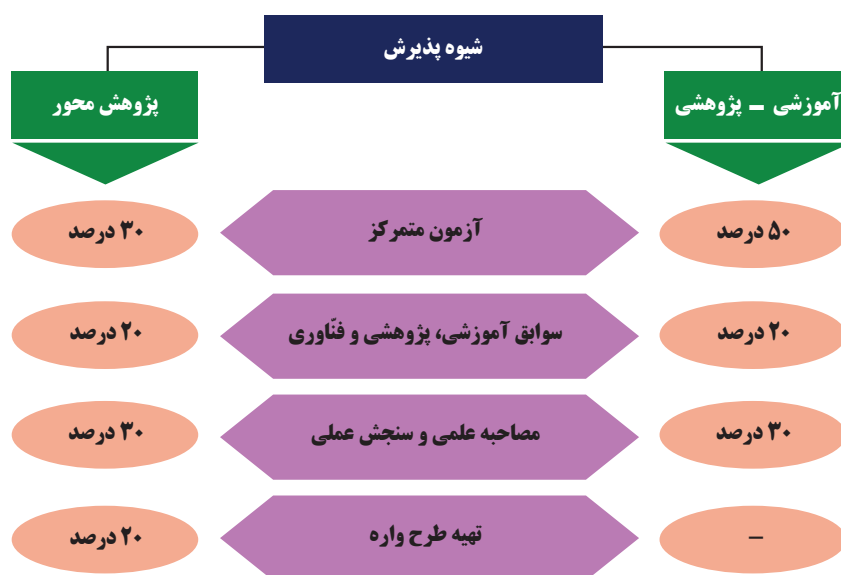 شیوه پذیرش
آموزشی ـ پژوهشی
پژوهش محور
۵۰ درصد
آزمون متمرکز
۳۰ درصد
۲۰ درصد
سوابق آموزشی، پژوهشی و فنّاوری
۲۰ درصد
۳۰ درصد
مصاحبه علمی و سنجش عملی
۳۰ درصد
–
تهیه طرح واره
۲۰ درصد